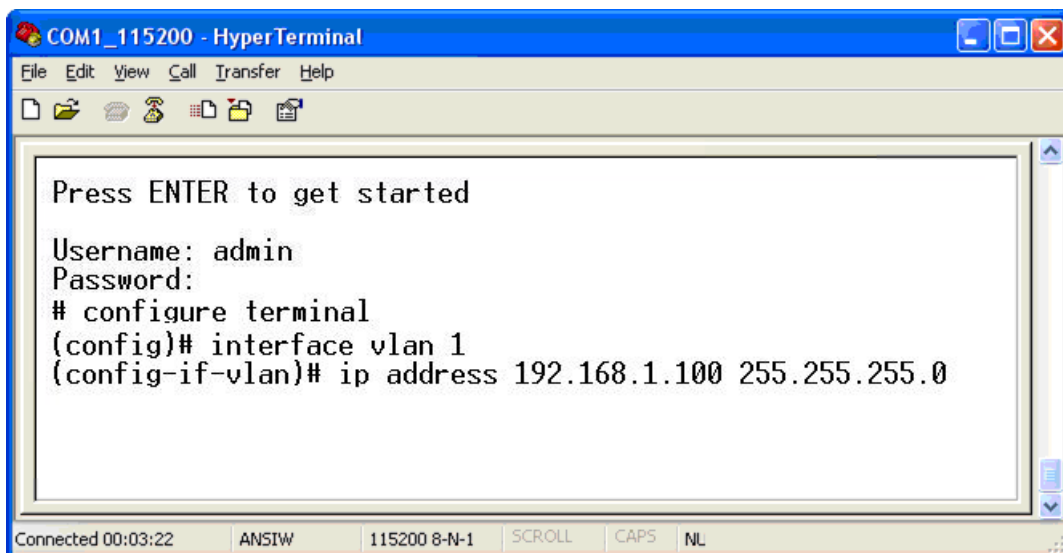 COM1_115200 - HyperTerminal
File Edit View Call Transfer Help
Press ENTER to get started
Username: admin
Password:
# configure terminal
(config)# interface vlan 1
(config-if-vlan)# ip address 192.168.1.100 255.255.255.0
Connected 00:03:22 ANSIW 115200 8-N-1 SCROLL CAPS NU